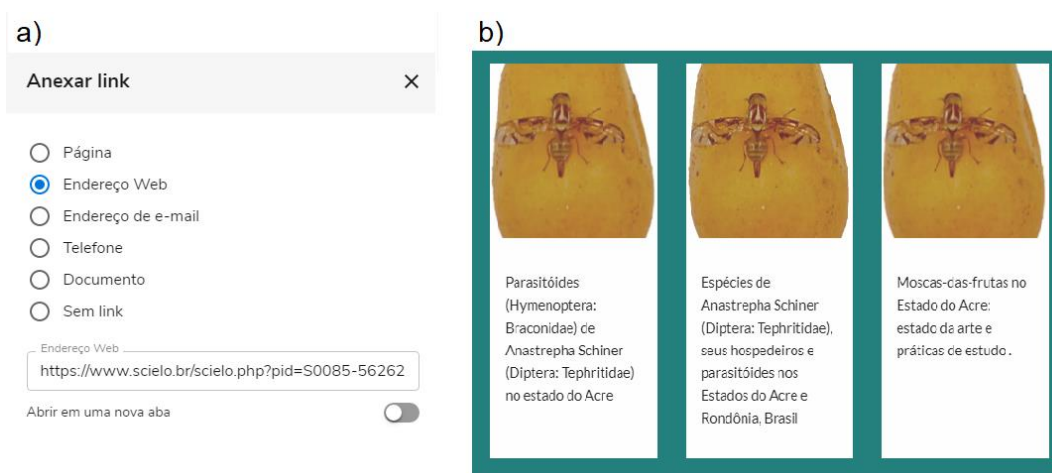 a)
Anexar link
Página
Endereço Web
Endereço de e-mail
Telefone
Documento
Sem link
Endereço Web
https://www.scielo.br/scielo.php?pid=S0085-56262
Abrir em uma nova aba
b)
Parasitóides
(Hymenoptera:
Braconidae) de
Anastrepha Schiner
(Diptera: Tephritidae)
no estado do Acre
Espécies de
Anastrepha Schiner
(Diptera: Tephritidae),
seus hospedeiros e
parasitóides nos
Estados do Acre e
Rondônia, Brasil
Moscas-das-frutas no
Estado do Acre:
estado da arte e
práticas de estudo.